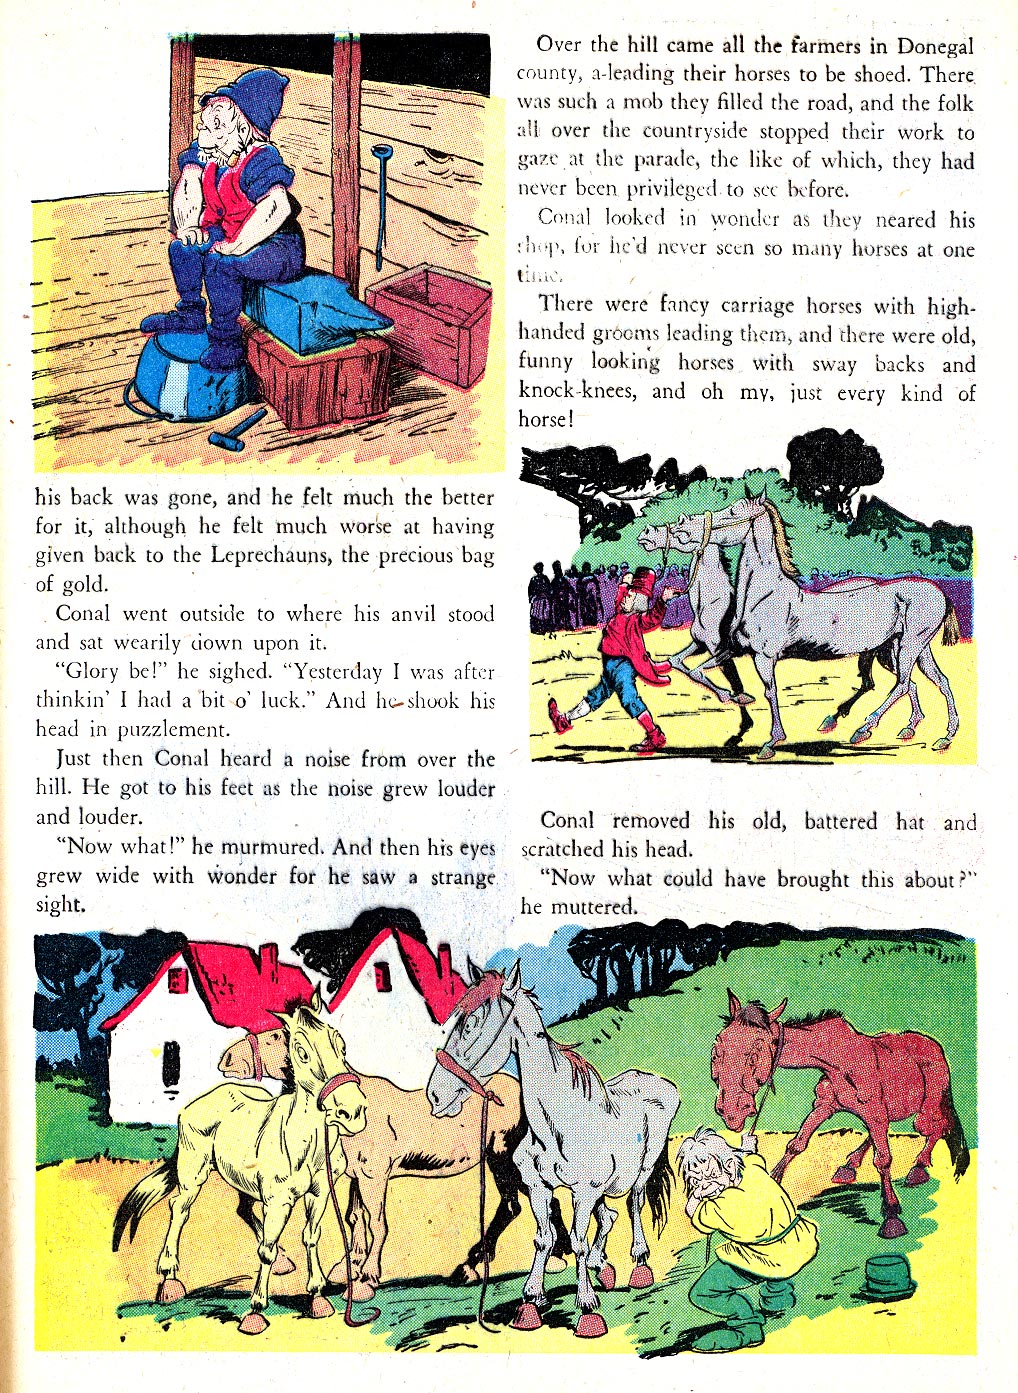 his back was gone, and he felt much the better
for it, although he felt much worse at having
given back to the Leprechauns, the precious bag
of gold.
Conal went outside to where his anvil stood
and sat wearily down upon it.
"Glory be!" he sighed. "Yesterday I was after
thinkin' I had a bit o' luck." And he shook his
head in puzzlement.
Just then Conal heard a noise from over the
hill. He got to his feet as the noise grew louder
and louder.
"Now what!" he murmured. And then his eyes
grew wide with wonder for he saw a strange
sight.
Over the hill came all the farmers in Donegal
county, a-leading their horses to be shoed. There
was such a mob they filled the road, and the folk
all over the countryside stopped their work to
gaze at the parade, the like of which, they had
never been privileged to see before.
Conal looked in wonder as they neared his
shop, for he'd never seen so many horses at one
time.
There were fancy carriage horses with high-
handed grooms leading them, and there were old,
funny looking horses with sway backs and
knock-knees, and oh my, just every kind of
horse!
Conal removed his old, battered hat and
scratched his head.
"Now what could have brought this about?"
he muttered.